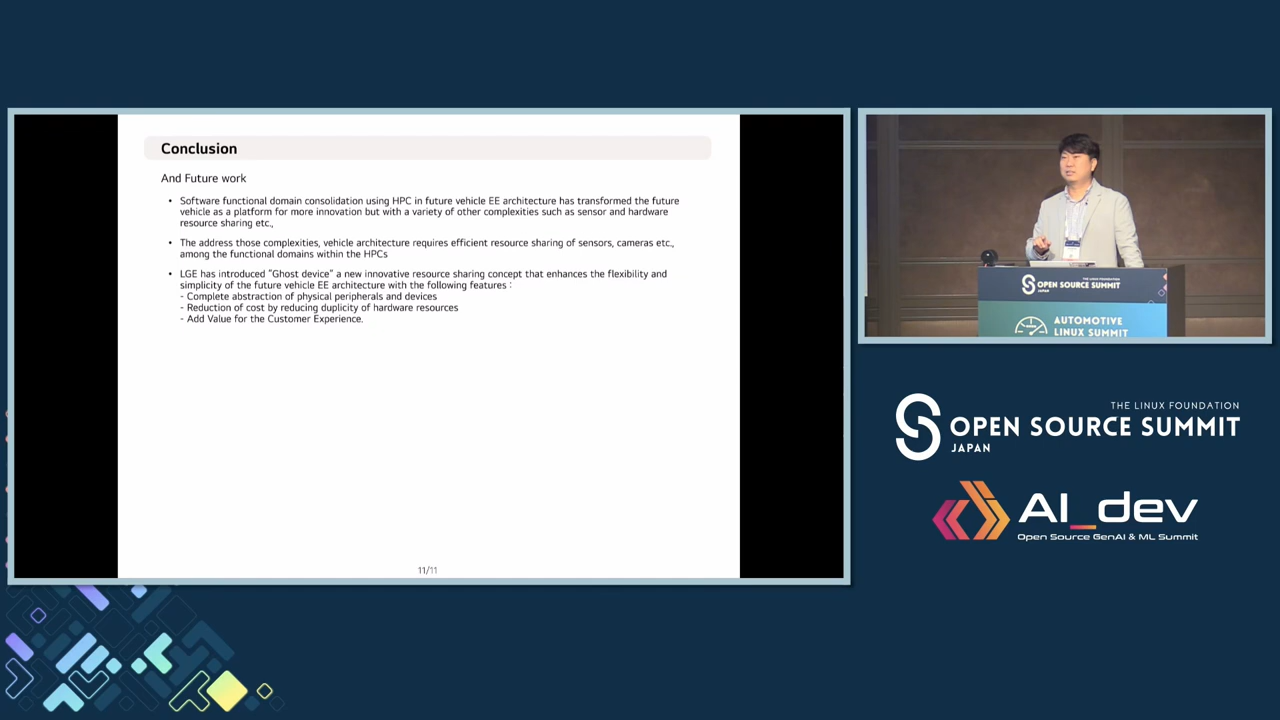 Conclusion
And Future work
• Software functional domain consolidation using HPC in future vehicle EE architecture has transformed the future
vehicle as a platform for more innovation but with a variety of other complexities such as sensor and hardware
resource sharing etc.,
• The address those complexities, vehicle architecture requires efficient resource sharing of sensors, cameras etc.,
among the functional domains within the HPCs
• LGE has introduced "Ghost device" a new innovative resource sharing concept that enhances the flexibility and
simplicity of the future vehicle EE architecture with the following features :
- Complete abstraction of physical peripherals and devices
- Reduction of cost by reducing duplicity of hardware resources
- Add Value for the Customer Experience.
11/11
THE LINUX FOUNDATION
OPEN SOURCE SUMMIT
JAPAN
AUTOMOTIVE
LINUX SUMMIT
THE LINUX FOUNDATION
OPEN SOURCE SUMMIT
JAPAN
AI_dev
Open Source GenAI & ML Summit